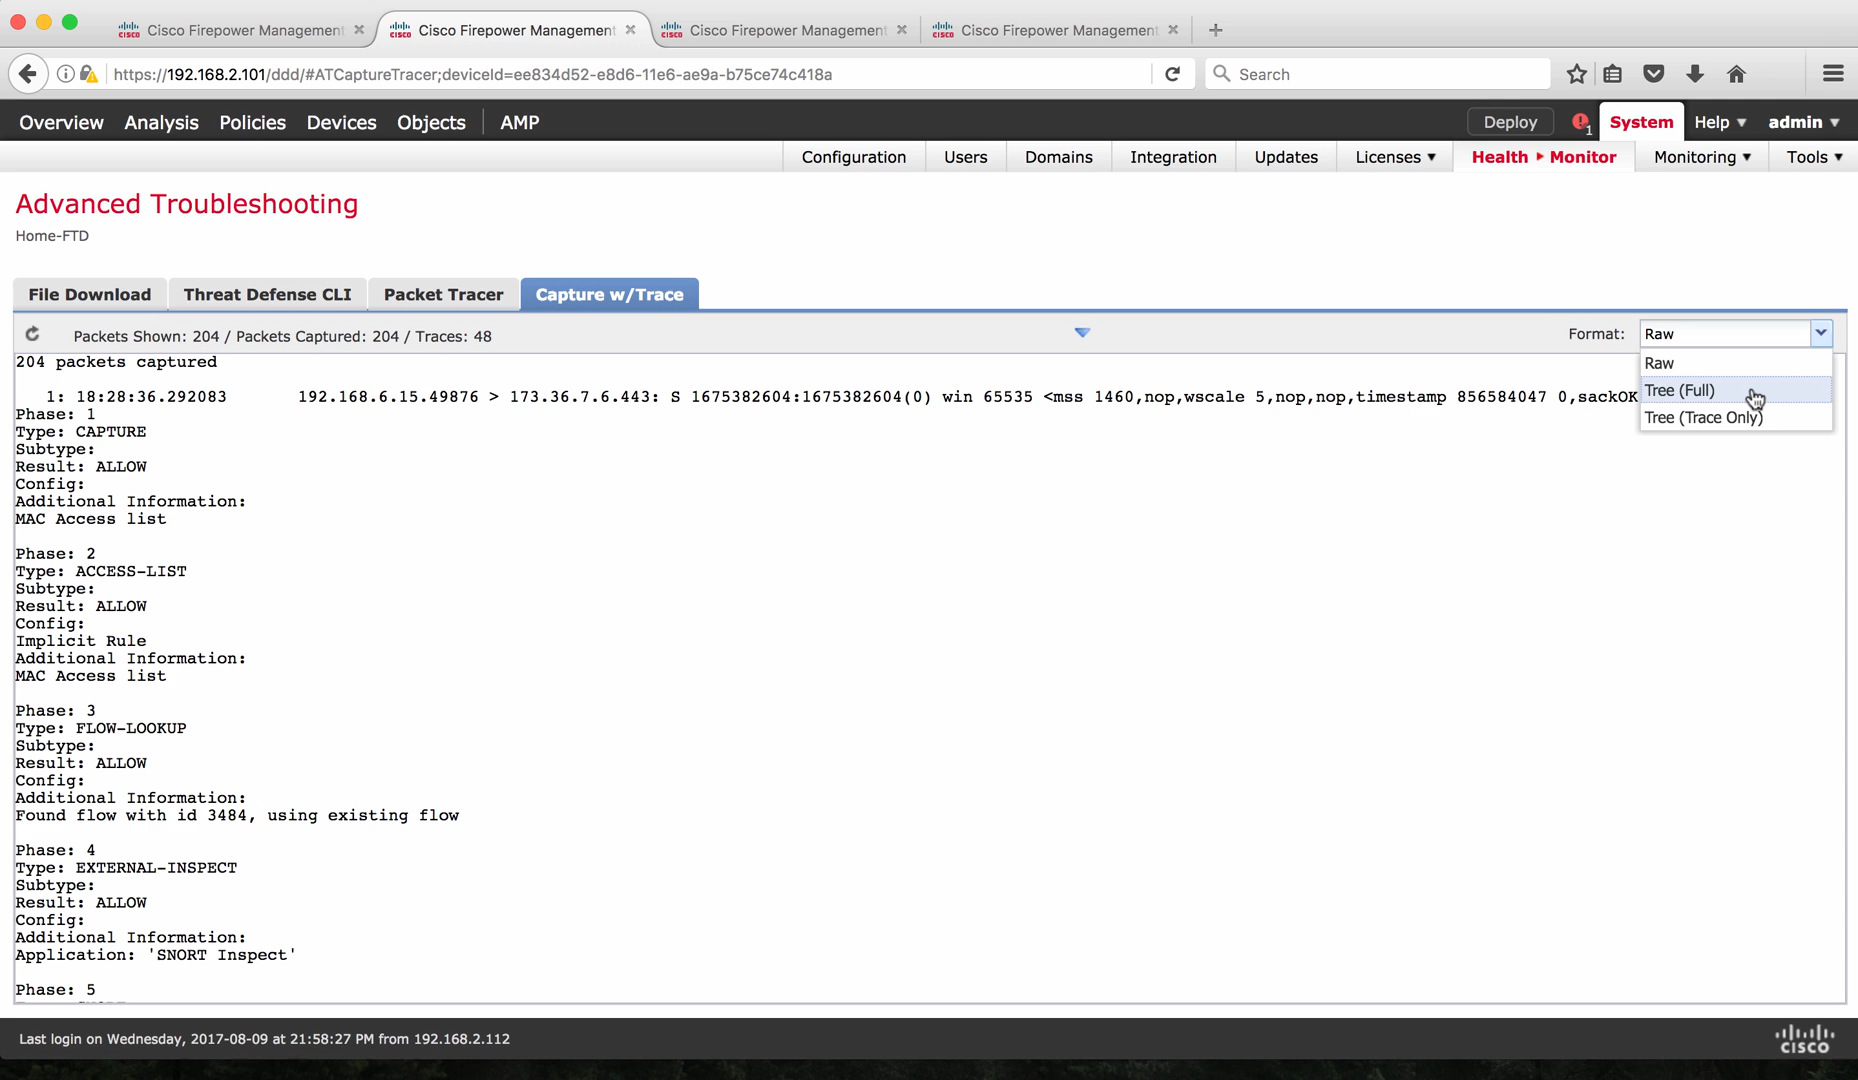 Cisco Firepower Management
Cisco Firepower Management
Cisco Firepower Management
Cisco Firepower Management
https://192.168.2.101/ddd/#ATCaptureTracer;deviceId=ee834d52-e8d6-11e6-ae9a-b75ce74c418a
Search
Overview Analysis Policies Devices Objects AMP
Deploy 1 System Help admin
Configuration Users Domains Integration Updates Licenses Health Monitor Monitoring Tools
Advanced Troubleshooting
Home-FTD
File Download Threat Defense CLI Packet Tracer Capture w/Trace
Packets Shown: 204 / Packets Captured: 204 / Traces: 48
Format: Raw
Raw
Tree (Full)
Tree (Trace Only)
204 packets captured
1: 18:28:36.292083 192.168.6.15.49876 > 173.36.7.6.443: S 1675382604:1675382604(0) win 65535 <mss 1460,nop,wscale 5,nop,nop,timestamp 856584047 0,sackOK
Phase: 1
Type: CAPTURE
Subtype:
Result: ALLOW
Config:
Additional Information:
MAC Access list
Phase: 2
Type: ACCESS-LIST
Subtype:
Result: ALLOW
Config:
Implicit Rule
Additional Information:
MAC Access list
Phase: 3
Type: FLOW-LOOKUP
Subtype:
Result: ALLOW
Config:
Additional Information:
Found flow with id 3484, using existing flow
Phase: 4
Type: EXTERNAL-INSPECT
Subtype:
Result: ALLOW
Config:
Additional Information:
Application: 'SNORT Inspect'
Phase: 5
Last login on Wednesday, 2017-08-09 at 21:58:27 PM from 192.168.2.112
CISCO